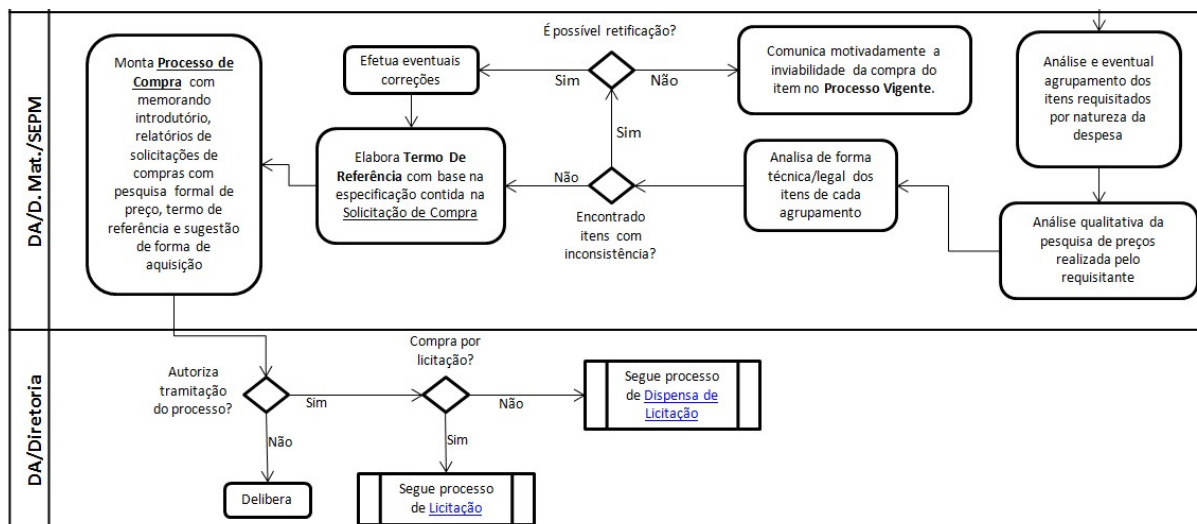 DA/D. Mat./SEPM
Monta Processo de
Compra com
memorando
introdutório,
relatórios de
solicitações de
compras com
pesquisa formal de
preço, termo de
referência e sugestão
de forma de
aquisição
Efetua eventuais
correções
Elabora Termo De
Referência com base na
especificação contida na
Solicitação de Compra
É possível retificação?
Sim
Não
Sim
Não
Encontrado
itens com
inconsistência?
Comunica motivadamente a
inviabilidade da compra do
item no Processo Vigente.
Analisa de forma
técnica/legal dos
itens de cada
agrupamento
Análise e eventual
agrupamento dos
itens requisitados
por natureza da
despesa
Análise qualitativa da
pesquisa de preços
realizada pelo
requisitante
DA/Diretoria
Autoriza
tramitação
do processo?
Sim
Não
Delibera
Compra por
licitação?
Não
Sim
Segue processo
de Licitação
Segue processo
de Dispensa de
Licitação